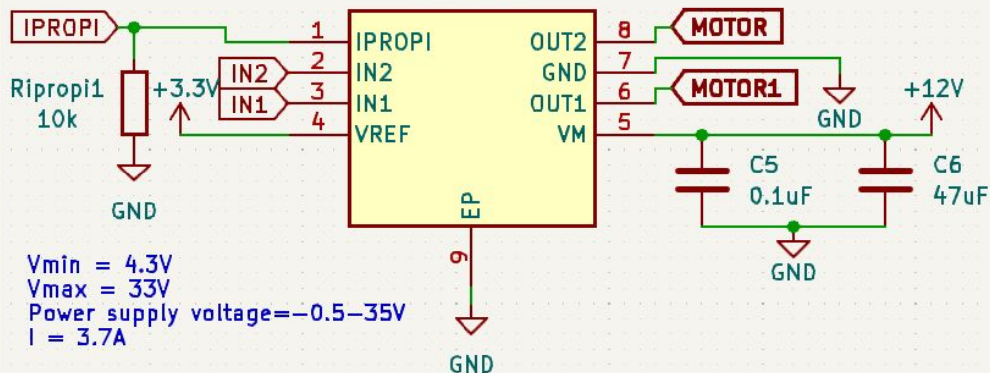 IPROPI
Ripropi1
10k
GND
+3.3V
IN2
IN1
1
2
3
4
IPROPI
IN2
IN1
VREF
EP
9
GND
OUT2
GND
OUT1
VM
8
7
6
5
MOTOR
MOTOR1
GND
+12V
C5
0.1uF
C6
47uF
GND
Vmin = 4.3V
Vmax = 33V
Power supply voltage=-0.5-35V
I = 3.7A